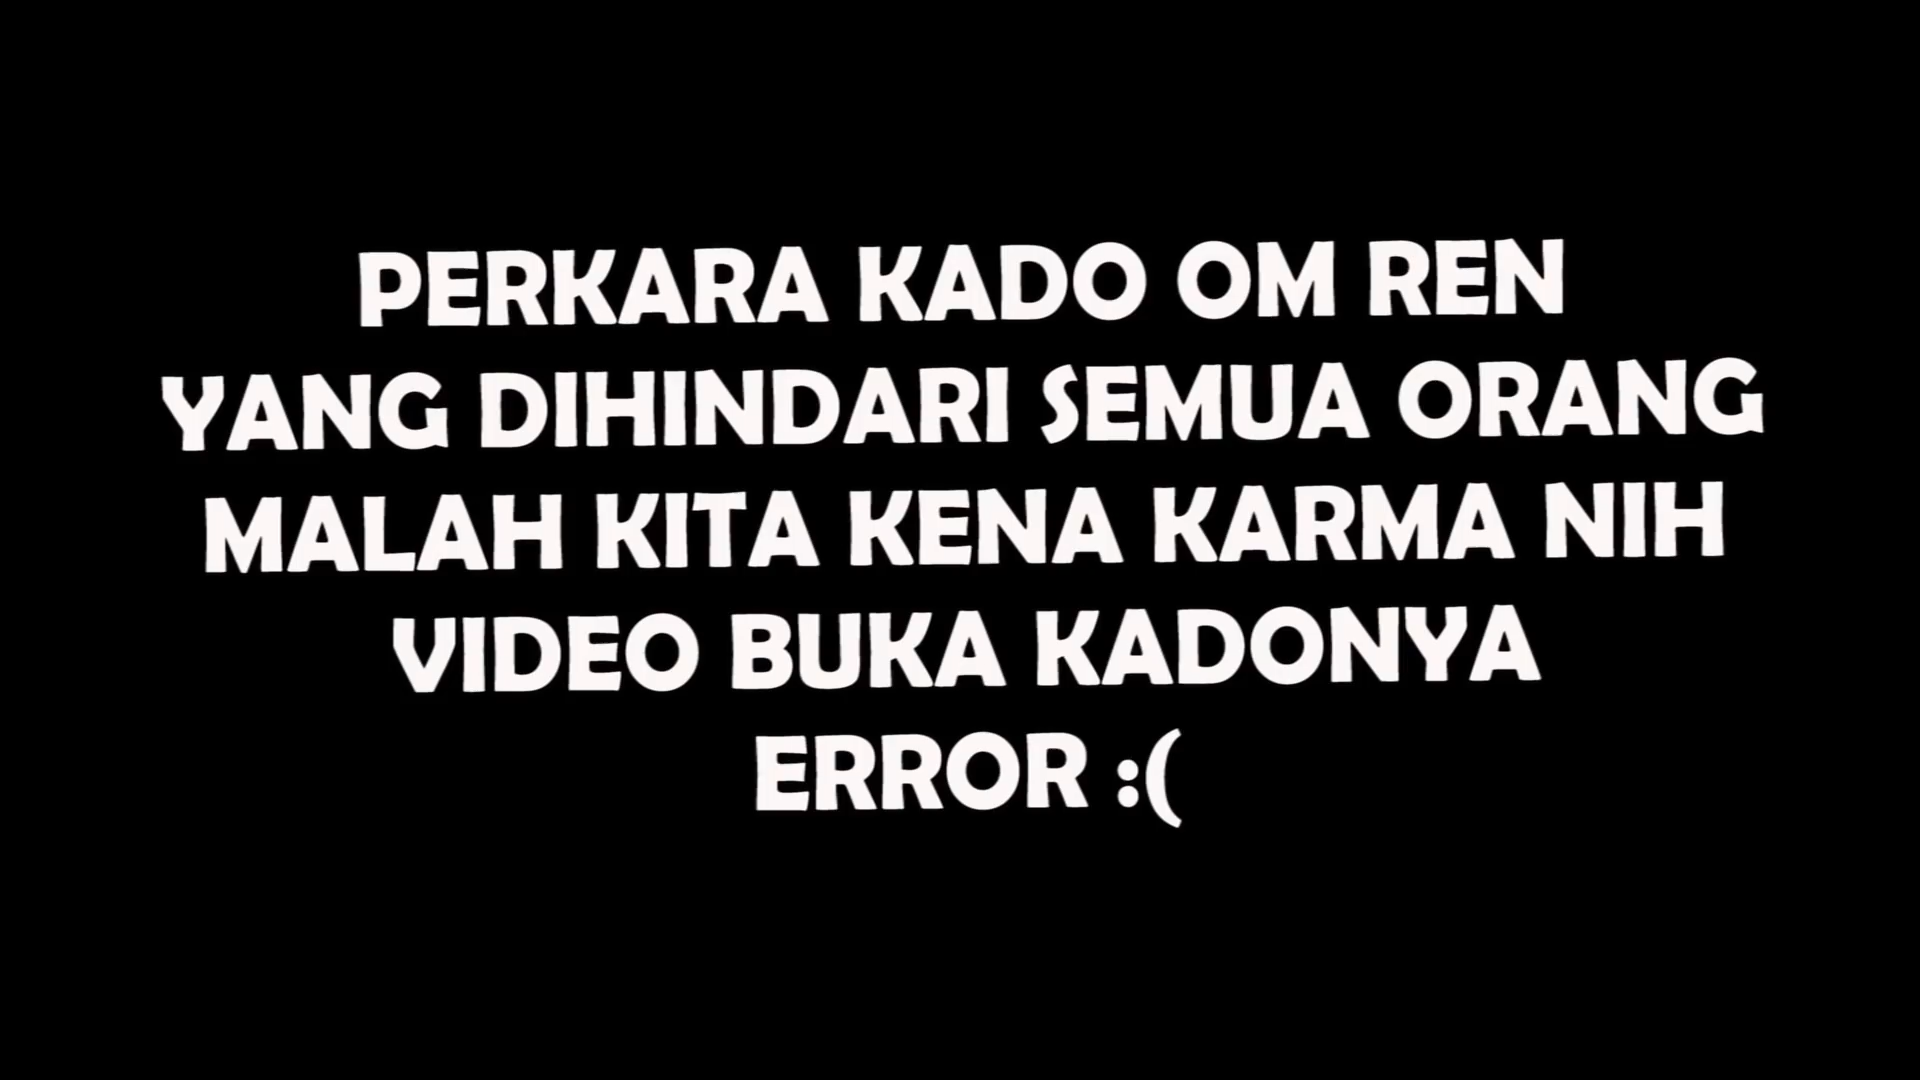 PERKARA KADO OM REN
YANG DIHINDARI SEMUA ORANG
MALAH KITA KENA KARMA NIH
VIDEO BUKA KADONYA
ERROR :(